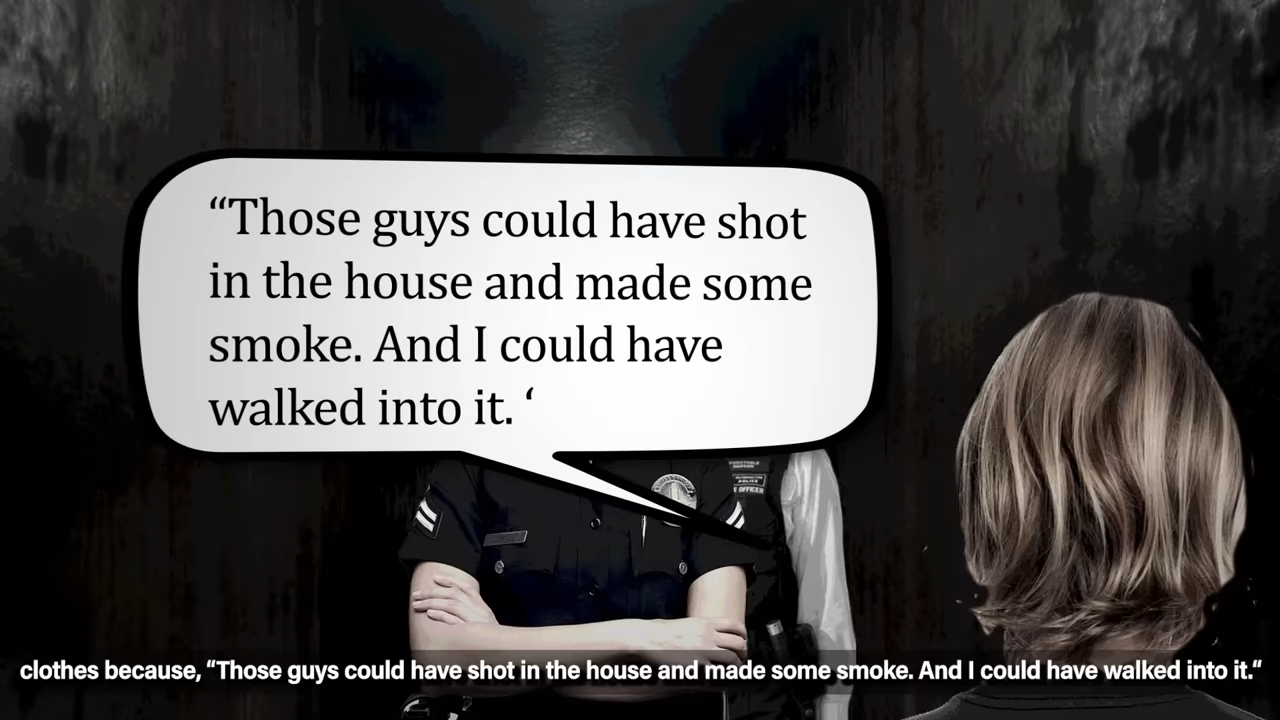 “Those guys could have shot
in the house and made some
smoke. And I could have
walked into it. ‘
POLICE
OFFICER
clothes because, “Those guys could have shot in the house and made some smoke. And I could have walked into it.“